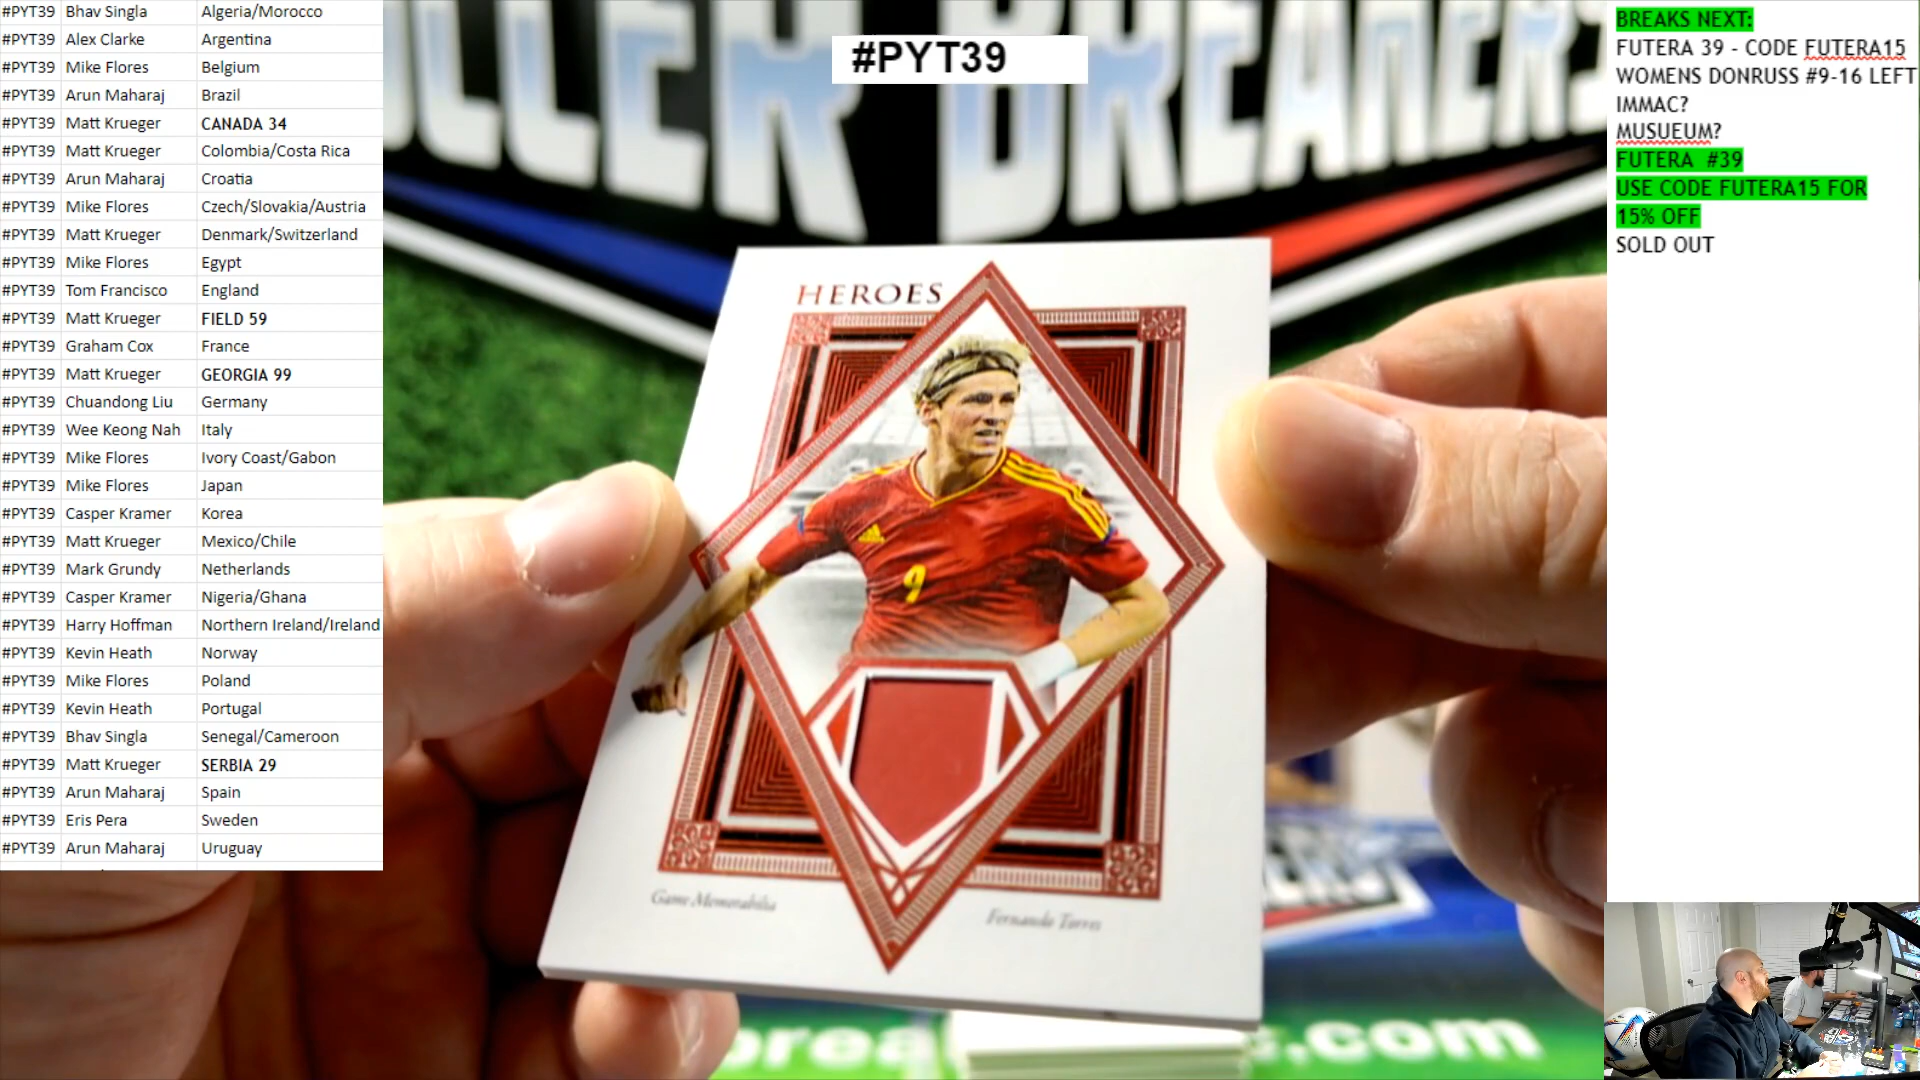 #PYT39 Bhav Singla Algeria/Morocco
#PYT39 Alex Clarke Argentina
#PYT39 Mike Flores Belgium
#PYT39 Arun Maharaj Brazil
#PYT39 Matt Krueger CANADA 34
#PYT39 Matt Krueger Colombia/Costa Rica
#PYT39 Arun Maharaj Croatia
#PYT39 Mike Flores Czech/Slovakia/Austria
#PYT39 Matt Krueger Denmark/Switzerland
#PYT39 Mike Flores Egypt
#PYT39 Tom Francisco England
#PYT39 Matt Krueger FIELD 59
#PYT39 Graham Cox France
#PYT39 Matt Krueger GEORGIA 99
#PYT39 Chuandong Liu Germany
#PYT39 Wee Keong Nah Italy
#PYT39 Mike Flores Ivory Coast/Gabon
#PYT39 Mike Flores Japan
#PYT39 Casper Kramer Korea
#PYT39 Matt Krueger Mexico/Chile
#PYT39 Mark Grundy Netherlands
#PYT39 Casper Kramer Nigeria/Ghana
#PYT39 Harry Hoffman Northern Ireland/Ireland
#PYT39 Kevin Heath Norway
#PYT39 Mike Flores Poland
#PYT39 Kevin Heath Portugal
#PYT39 Bhav Singla Senegal/Cameroon
#PYT39 Matt Krueger SERBIA 29
#PYT39 Arun Maharaj Spain
#PYT39 Eris Pera Sweden
#PYT39 Arun Maharaj Uruguay
#PYT39
HEROES
9
Game Memorabilia
Fernando Torres
.com
BREAKS NEXT:
FUTERA 39 - CODE FUTERA15
WOMENS DONRUSS #9-16 LEFT
IMMAC?
MUSUEUM?
FUTERA #39
USE CODE FUTERA15 FOR
15% OFF
SOLD OUT